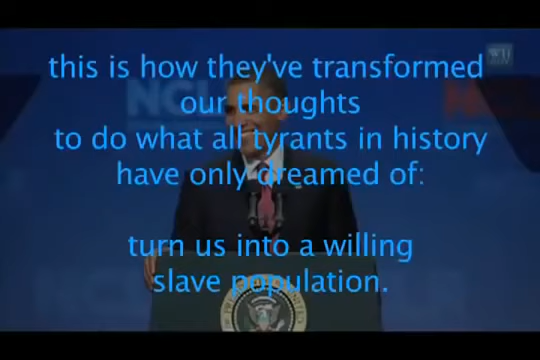 this is how they've transformed
our thoughts
to do what all tyrants in history
have only dreamed of:
turn us into a willing
slave population.